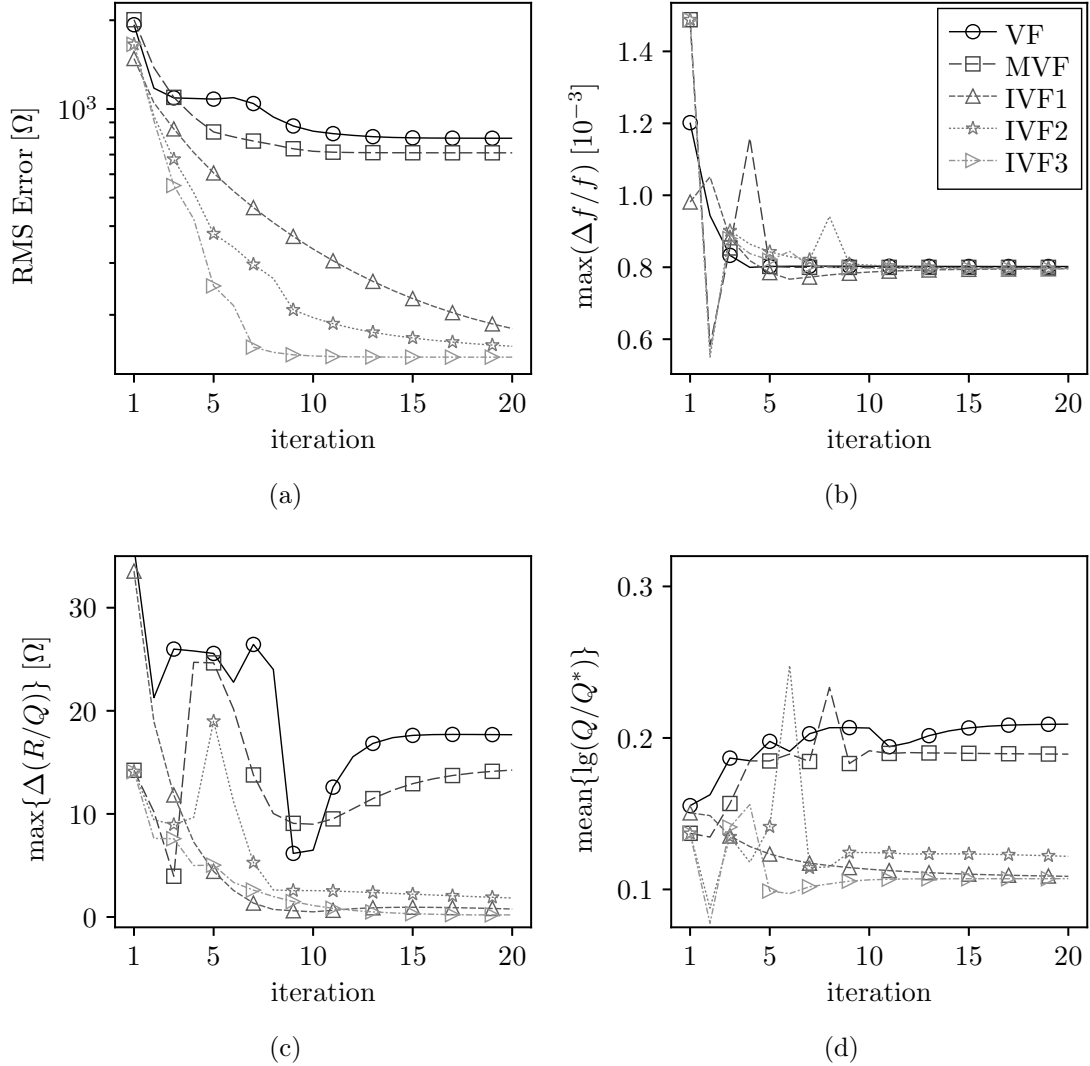 10^3
RMS Error [Ω]
1 5 10 15 20
iteration
(a)
1.4
1.2
1.0
0.8
0.6
max(Δf/f) [10^−3]
VF
MVF
IVF1
IVF2
IVF3
1 5 10 15 20
iteration
(b)
30
20
10
0
max{Δ(R/Q)} [Ω]
1 5 10 15 20
iteration
(c)
0.3
0.2
0.1
mean{lg(Q/Q*)}
1 5 10 15 20
iteration
(d)